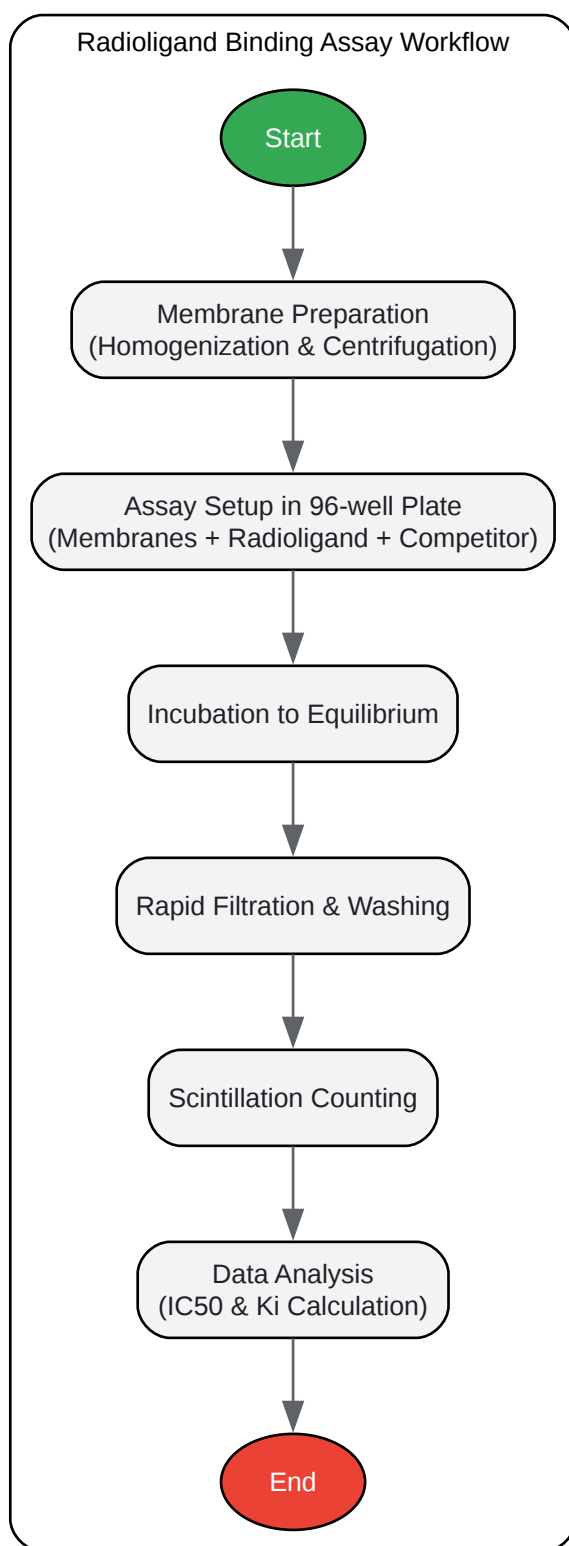 Radioligand Binding Assay Workflow
Start
Membrane Preparation
(Homogenization & Centrifugation)
Assay Setup in 96-well Plate
(Membranes + Radioligand + Competitor)
Incubation to Equilibrium
Rapid Filtration & Washing
Scintillation Counting
Data Analysis
(IC50 & Ki Calculation)
End